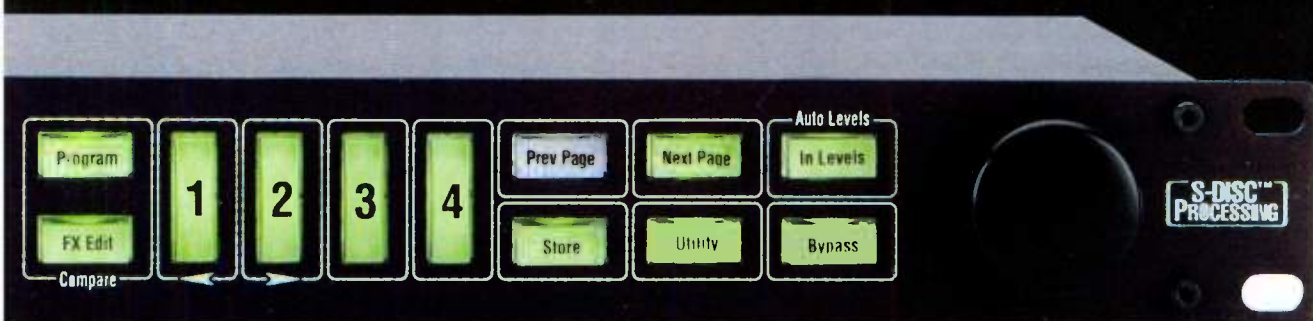 Auto Levels
Program
1
2
3
4
Prev Page
Next Page
In Levels
FX Edit
Store
Utility
Bypass
Compare
S-DISC™
PROCESSING